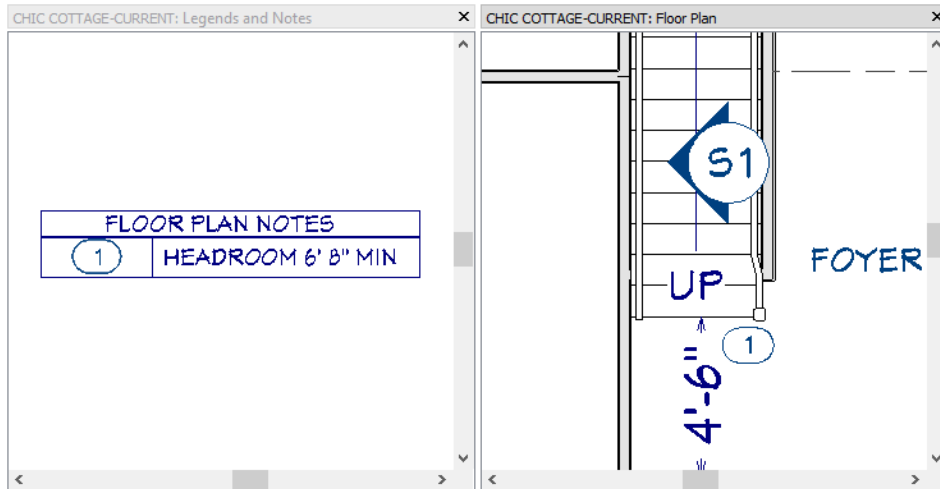 CHIC COTTAGE-CURRENT: Legends and Notes
FLOOR PLAN NOTES
1 HEADROOM 6' 8" MIN
CHIC COTTAGE-CURRENT: Floor Plan
S1
FOYER
UP
1
4'-6"